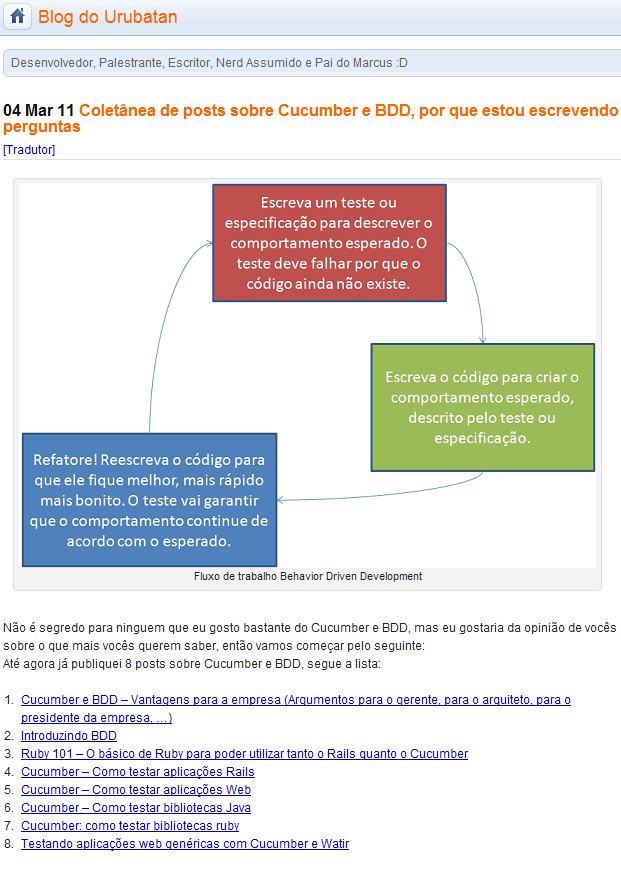 Blog do Urubatan
Desenvolvedor, Palestrante, Escritor, Nerd Assumido e Pai do Marcus :D
04 Mar 11 Coletânea de posts sobre Cucumber e BDD, por que estou escrevendo
perguntas
[Tradutor]
Escreva um teste ou
especificação para descrever o
comportamento esperado. O
teste deve falhar por que o
código ainda não existe.
Escreva o código para criar o
comportamento esperado,
descrito pelo teste ou
especificação.
Refatore! Reescreva o código para
que ele fique melhor, mais rápido
mais bonito. O teste vai garantir
que o comportamento continue de
acordo com o esperado.
Fluxo de trabalho Behavior Driven Development
Não é segredo para ninguem que eu gosto bastante do Cucumber e BDD, mas eu gostaria da opinião de vocês
sobre o que mais vocês querem saber, então vamos começar pelo seguinte:
Até agora já publiquei 8 posts sobre Cucumber e BDD, segue a lista:
1. Cucumber e BDD – Vantagens para a empresa (Argumentos para o gerente, para o arquiteto, para o
presidente da empresa, ...)
2. Introduzindo BDD
3. Ruby 101 – O básico de Ruby para poder utilizar tanto o Rails quanto o Cucumber
4. Cucumber – Como testar aplicações Rails
5. Cucumber – Como testar aplicações Web
6. Cucumber – Como testar bibliotecas Java
7. Cucumber: como testar bibliotecas ruby
8. Testando aplicações web genéricas com Cucumber e Watir